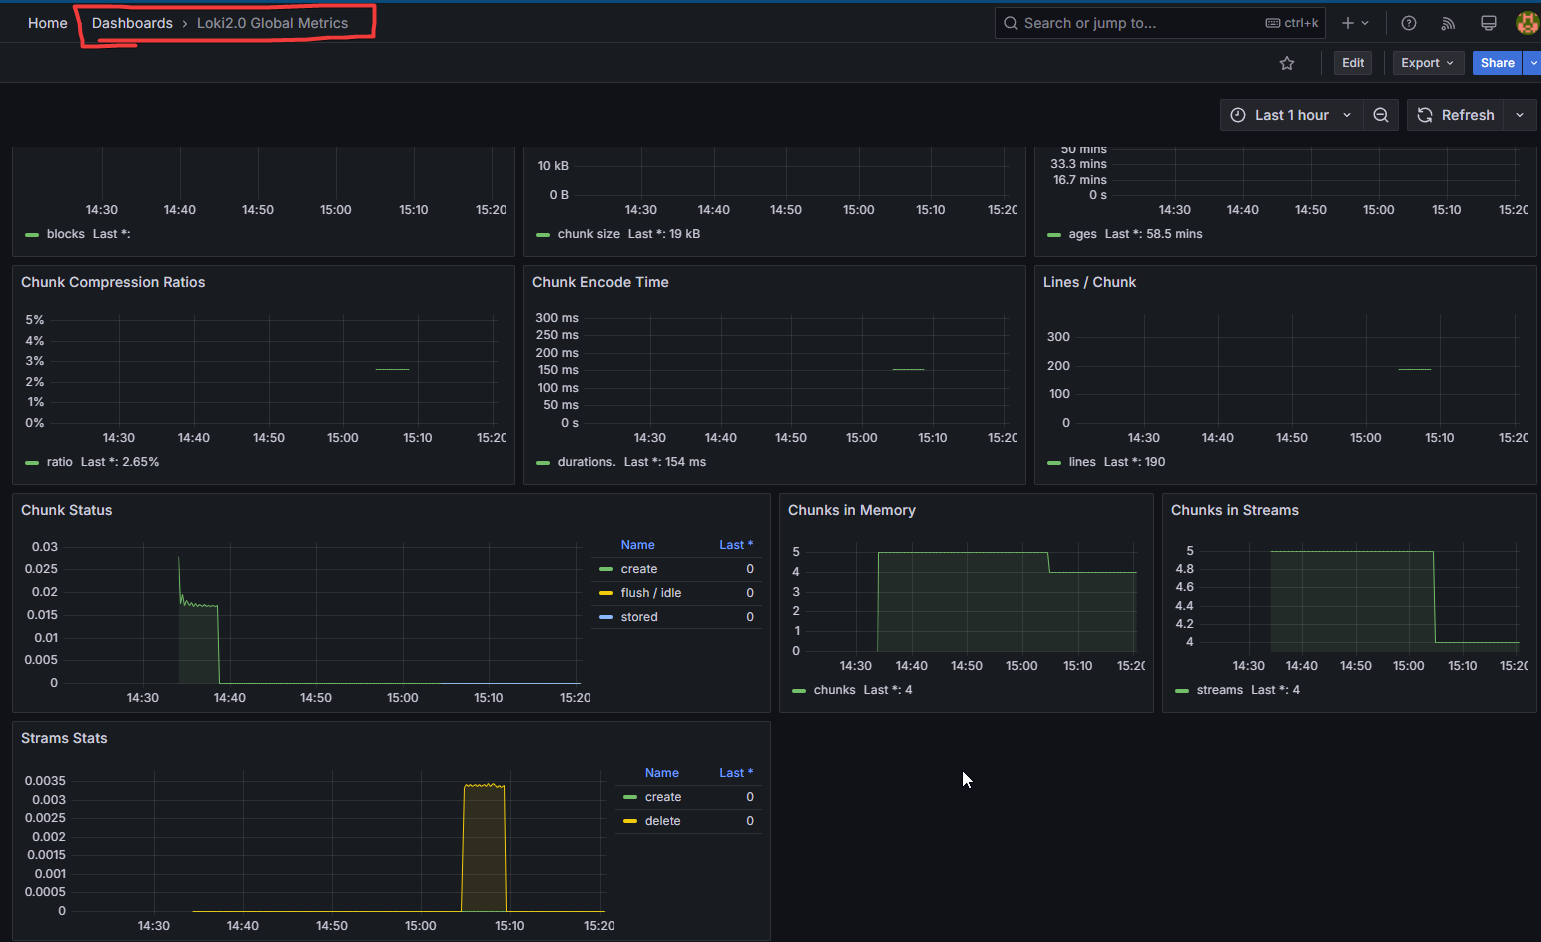 Home Dashboards › Loki2.0 Global Metrics
Search or jump to... ctrl+k
Edit Export Share
Last 1 hour Refresh
14:30 14:40 14:50 15:00 15:10 15:20
blocks Last *:
10 kB
0 B
14:30 14:40 14:50 15:00 15:10 15:20
chunk size Last *: 19 kB
50 mins
33.3 mins
16.7 mins
0 s
14:30 14:40 14:50 15:00 15:10 15:20
ages Last *: 58.5 mins
Chunk Compression Ratios
5%
4%
3%
2%
1%
0%
14:30 14:40 14:50 15:00 15:10 15:20
ratio Last *: 2.65%
Chunk Encode Time
300 ms
250 ms
200 ms
150 ms
100 ms
50 ms
0 s
14:30 14:40 14:50 15:00 15:10 15:20
durations. Last *: 154 ms
Lines / Chunk
300
200
100
0
14:30 14:40 14:50 15:00 15:10 15:20
lines Last *: 190
Chunk Status
0.03
0.025
0.02
0.015
0.01
0.005
0
14:30 14:40 14:50 15:00 15:10 15:20
Name Last *
create 0
flush / idle 0
stored 0
Chunks in Memory
5
4
3
2
1
0
14:30 14:40 14:50 15:00 15:10 15:20
chunks Last *: 4
Chunks in Streams
5
4.8
4.6
4.4
4.2
4
14:30 14:40 14:50 15:00 15:10 15:20
streams Last *: 4
Strams Stats
0.0035
0.003
0.0025
0.002
0.0015
0.001
0.0005
0
14:30 14:40 14:50 15:00 15:10 15:20
Name Last *
create 0
delete 0